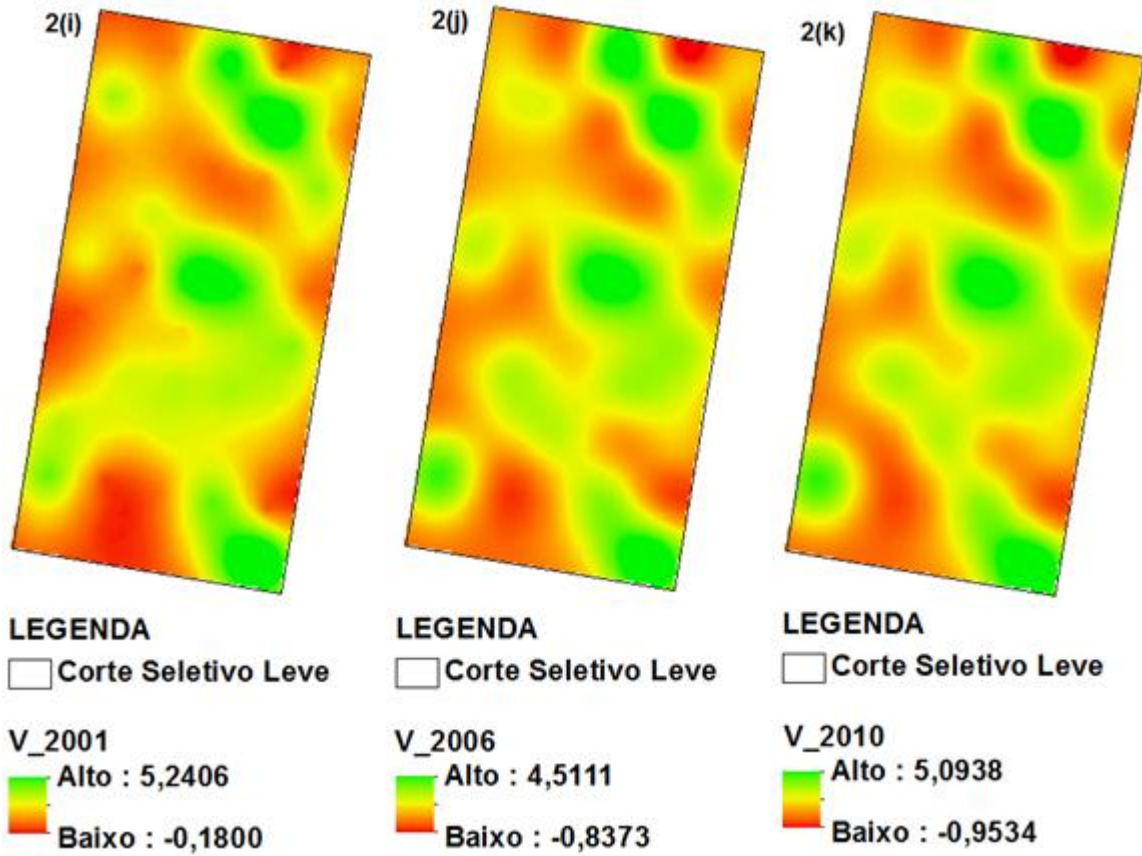 2(i)
2(j)
2(k)
LEGENDA
Corte Seletivo Leve
V_2001
Alto : 5,2406
Baixo : -0,1800
LEGENDA
Corte Seletivo Leve
V_2006
Alto : 4,5111
Baixo : -0,8373
LEGENDA
Corte Seletivo Leve
V_2010
Alto : 5,0938
Baixo : -0,9534